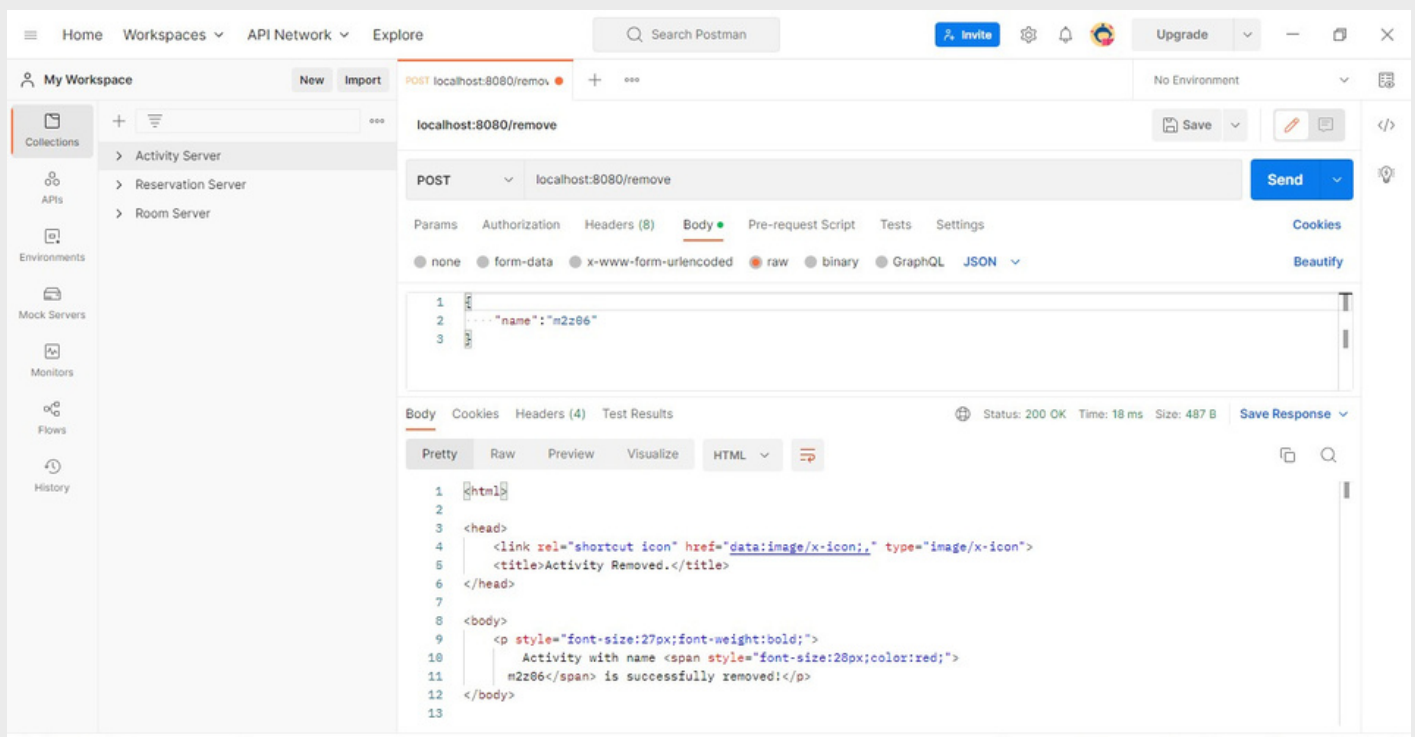 Home Workspaces API Network Explore Search Postman Invite Upgrade
My Workspace New Import POST localhost:8080/remov No Environment
Collections
APIs
Environments
Mock Servers
Monitors
Flows
History
Activity Server
Reservation Server
Room Server
localhost:8080/remove Save
POST localhost:8080/remove Send
Params Authorization Headers (8) Body Pre-request Script Tests Settings Cookies
none form-data x-www-form-urlencoded raw binary GraphQL JSON Beautify
1 {
2 ····"name":"m2z06"
3 }
Body Cookies Headers (4) Test Results Status: 200 OK Time: 18 ms Size: 487 B Save Response
Pretty Raw Preview Visualize HTML
1 <html>
2
3 <head>
4 <link rel="shortcut icon" href="data:image/x-icon;," type="image/x-icon">
5 <title>Activity Removed.</title>
6 </head>
7
8 <body>
9 <p style="font-size:27px;font-weight:bold;">
10 Activity with name <span style="font-size:28px;color:red;">
11 m2z06</span> is successfully removed!</p>
12 </body>
13